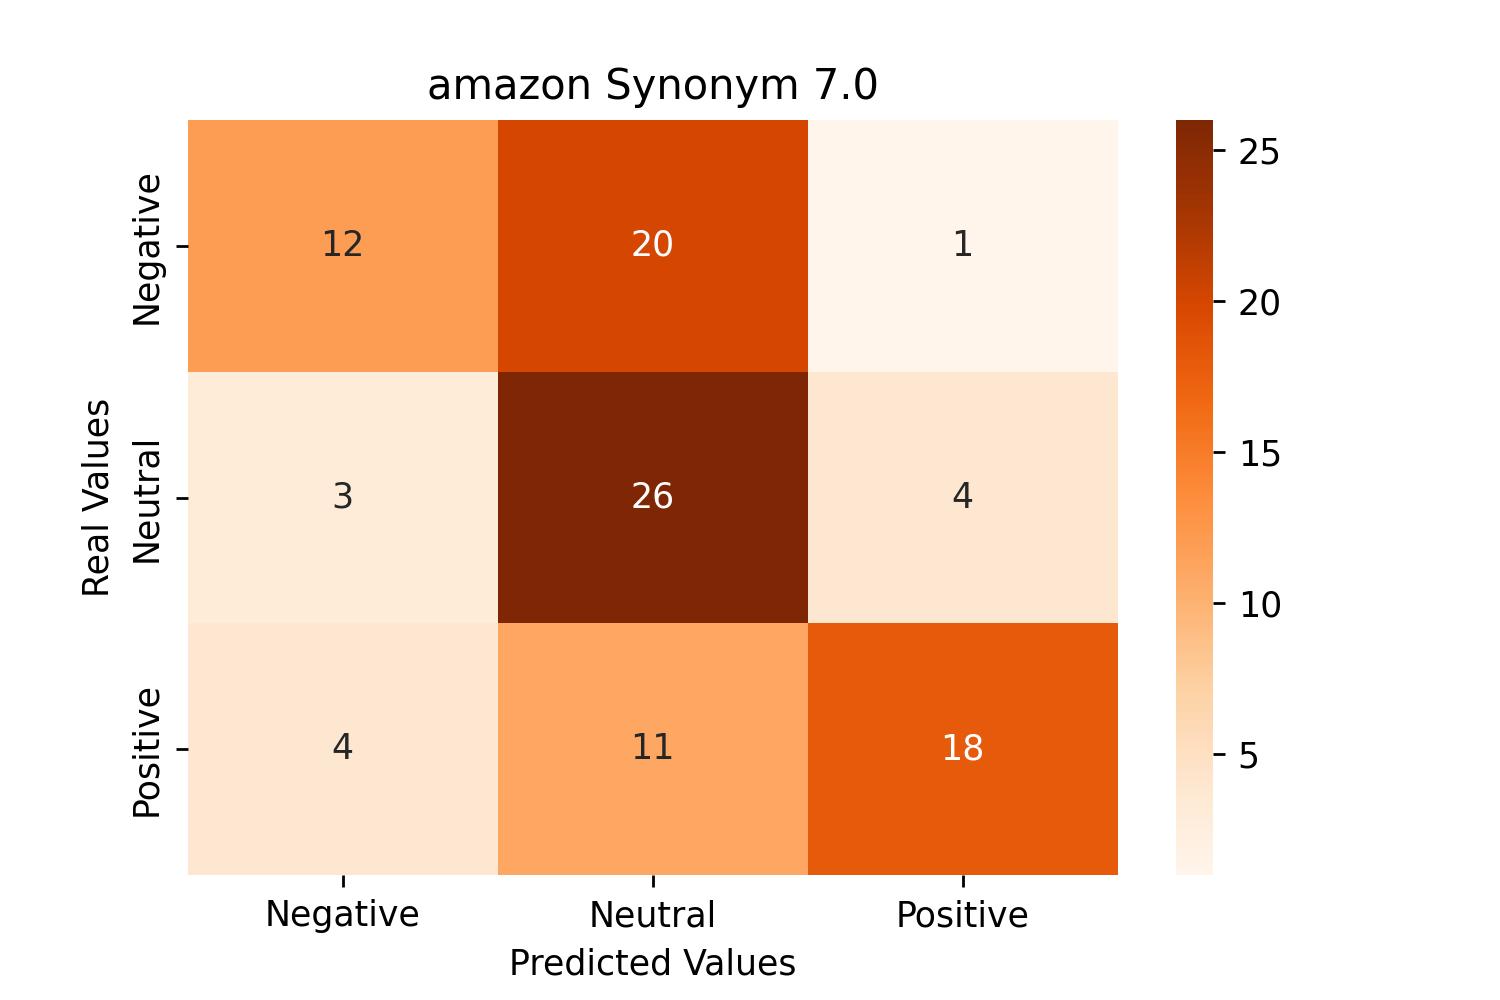 amazon Synonym 7.0
Real Values
Negative
12 20 1
Neutral
3 26 4
Positive
4 11 18
Negative Neutral Positive
Predicted Values
25
20
15
10
5